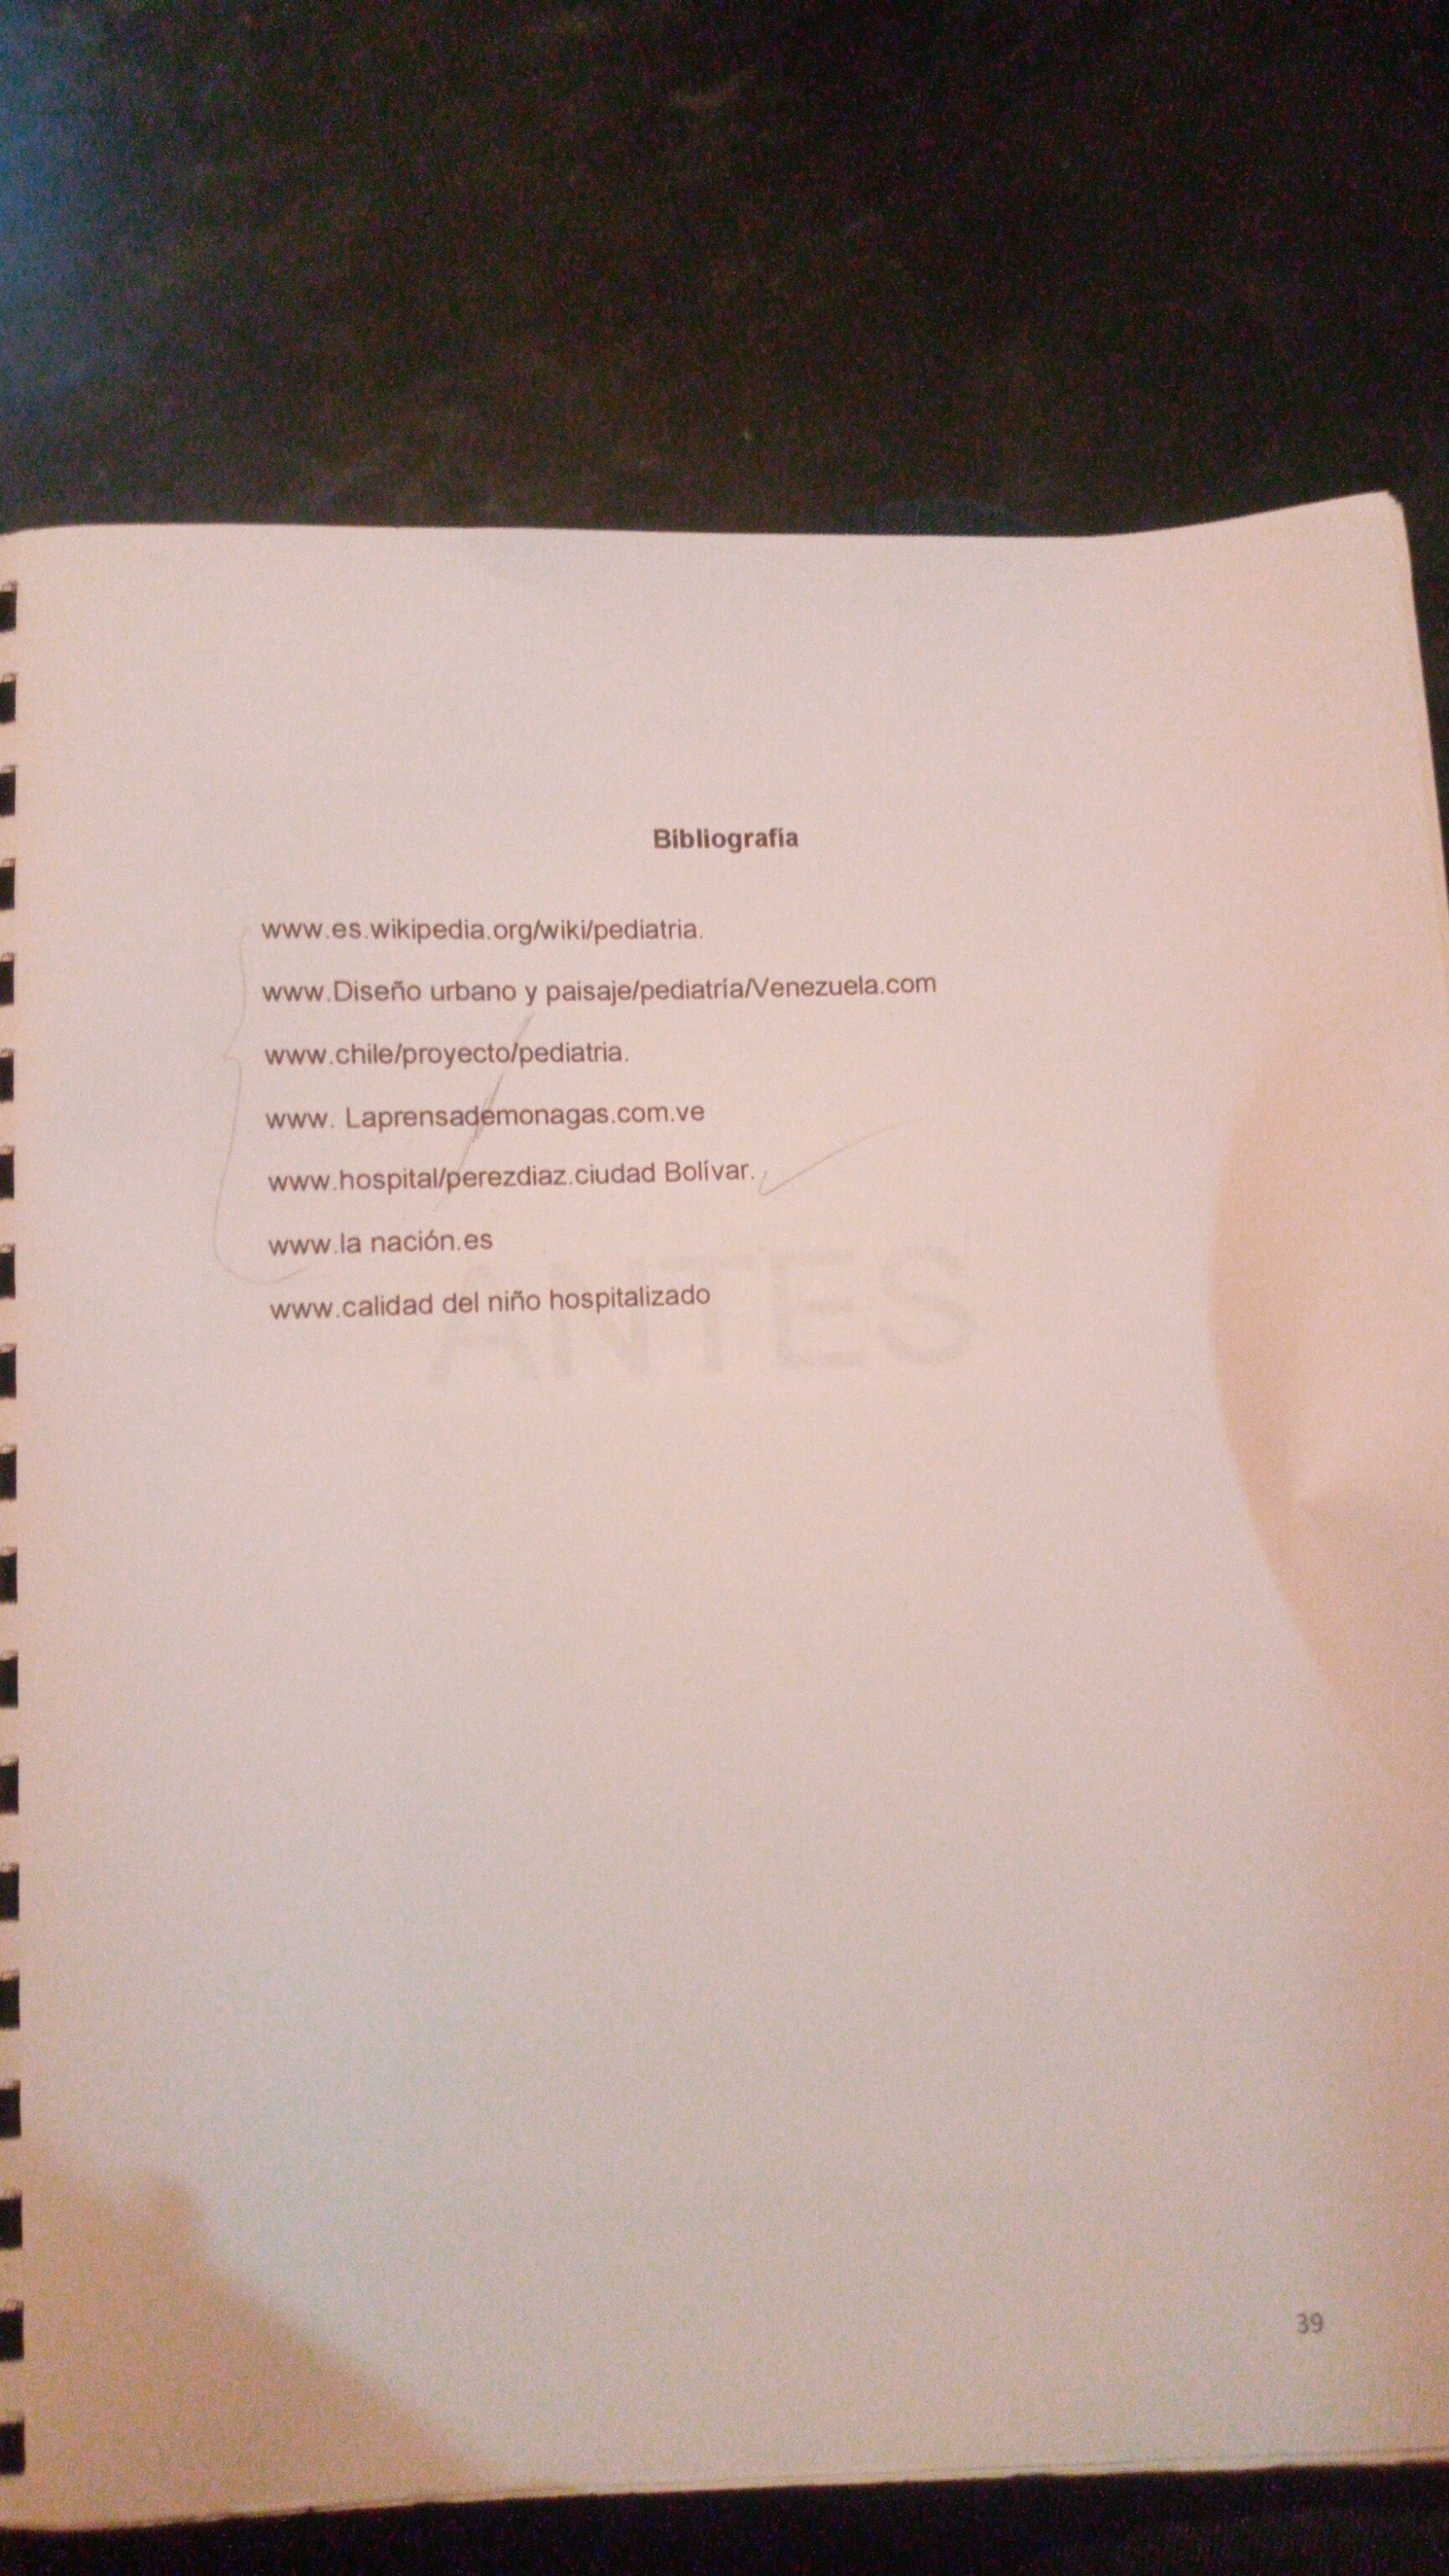 Bibliografía
www.es.wikipedia.org/wiki/pediatria.
www.Diseño urbano y paisaje/pediatría/Venezuela.com
www.chile/proyecto/pediatria.
www. Laprensademonagas.com.ve
www.hospital/perezdiaz.ciudad Bolívar.
www.la nación.es
www.calidad del niño hospitalizado
ANTES
39